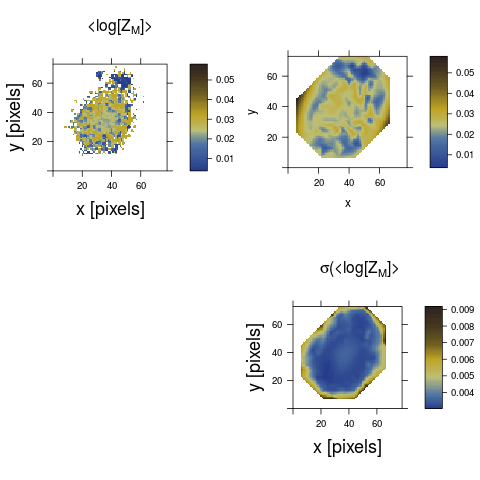 <log[Z_M]>
60
40
20
y [pixels]
20 40 60
x [pixels]
0.05
0.04
0.03
0.02
0.01
60
40
20
y
20 40 60
x
0.05
0.04
0.03
0.02
0.01
σ(<log[Z_M]>
60
40
20
y [pixels]
20 40 60
x [pixels]
0.009
0.008
0.007
0.006
0.005
0.004